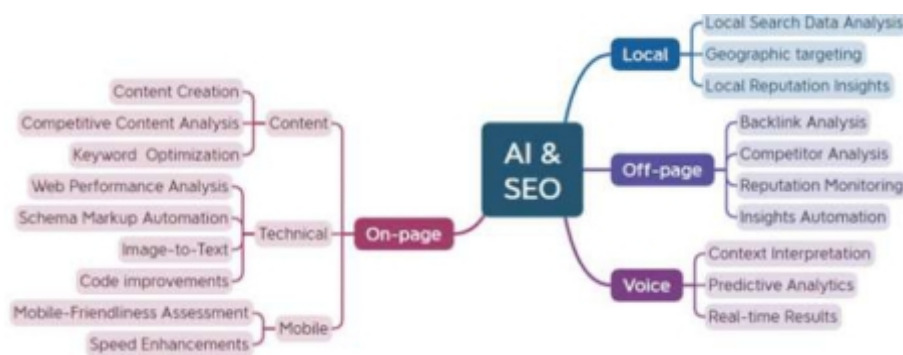 AI &
SEO
Local
Local Search Data Analysis
Geographic targeting
Local Reputation Insights
Off-page
Backlink Analysis
Competitor Analysis
Reputation Monitoring
Insights Automation
Voice
Context Interpretation
Predictive Analytics
Real-time Results
On-page
Content
Content Creation
Competitive Content Analysis
Keyword Optimization
Technical
Web Performance Analysis
Schema Markup Automation
Image-to-Text
Code improvements
Mobile
Mobile-Friendliness Assessment
Speed Enhancements